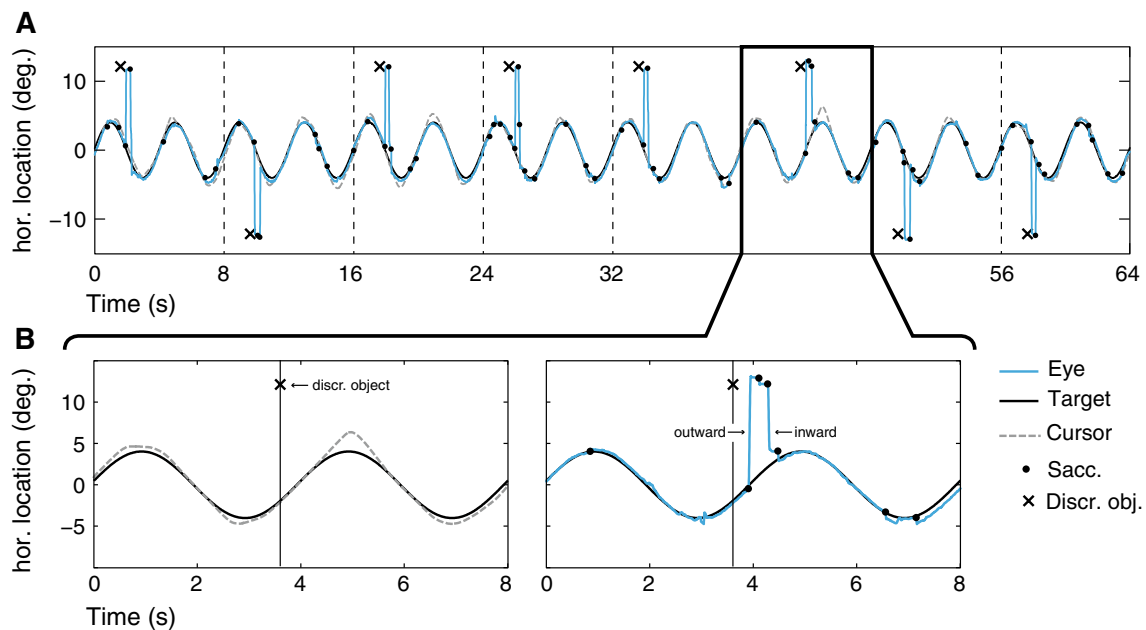 A
hor. location (deg.)
10
0
−10
0 8 16 24 32 56 64
Time (s)
B
hor. location (deg.)
10
5
0
−5
← discr. object
0 2 4 6 8
Time (s)
outward → ← inward
0 2 4 6 8
Eye
Target
Cursor
Sacc.
Discr. obj.